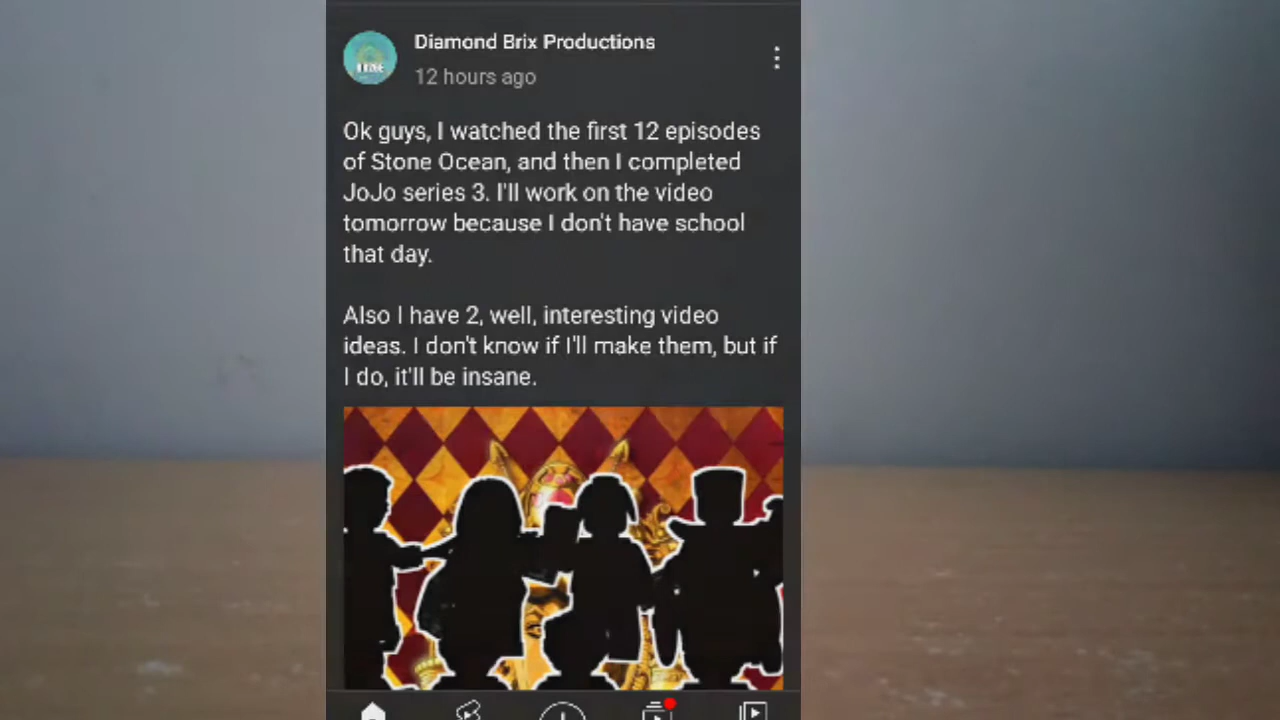 Diamond Brix Productions
12 hours ago
Ok guys, I watched the first 12 episodes
of Stone Ocean, and then I completed
JoJo series 3. I'll work on the video
tomorrow because I don't have school
that day.
Also I have 2, well, interesting video
ideas. I don't know if I'll make them, but if
I do, it'll be insane.